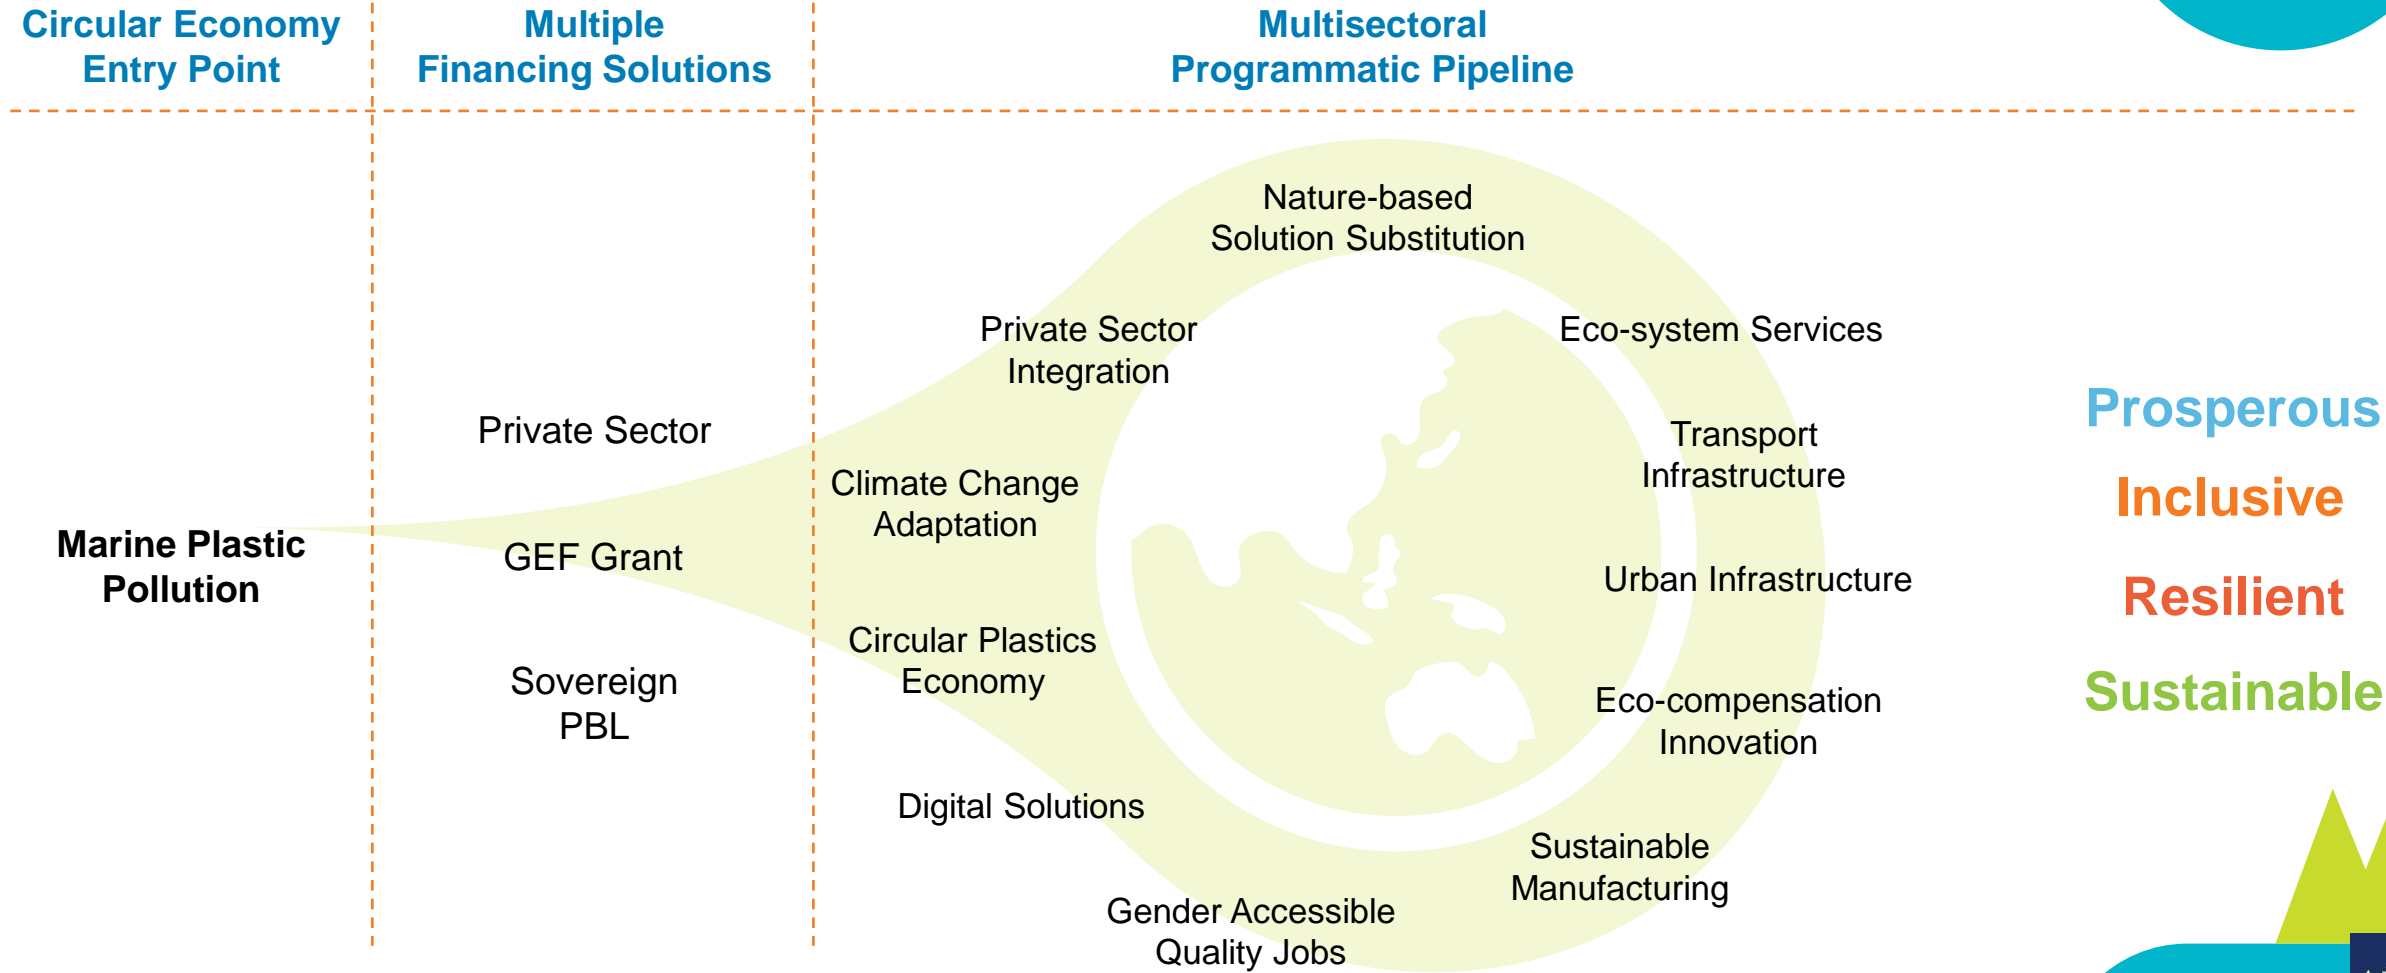 Circular Economy
Entry Point
Multiple
Financing Solutions
Multisectoral
Programmatic Pipeline
Marine Plastic
Pollution
Private Sector
GEF Grant
Sovereign
PBL
Nature-based
Solution Substitution
Private Sector
Integration
Climate Change
Adaptation
Circular Plastics
Economy
Digital Solutions
Gender Accessible
Quality Jobs
Eco-system Services
Transport
Infrastructure
Urban Infrastructure
Eco-compensation
Innovation
Sustainable
Manufacturing
Prosperous
Inclusive
Resilient
Sustainable